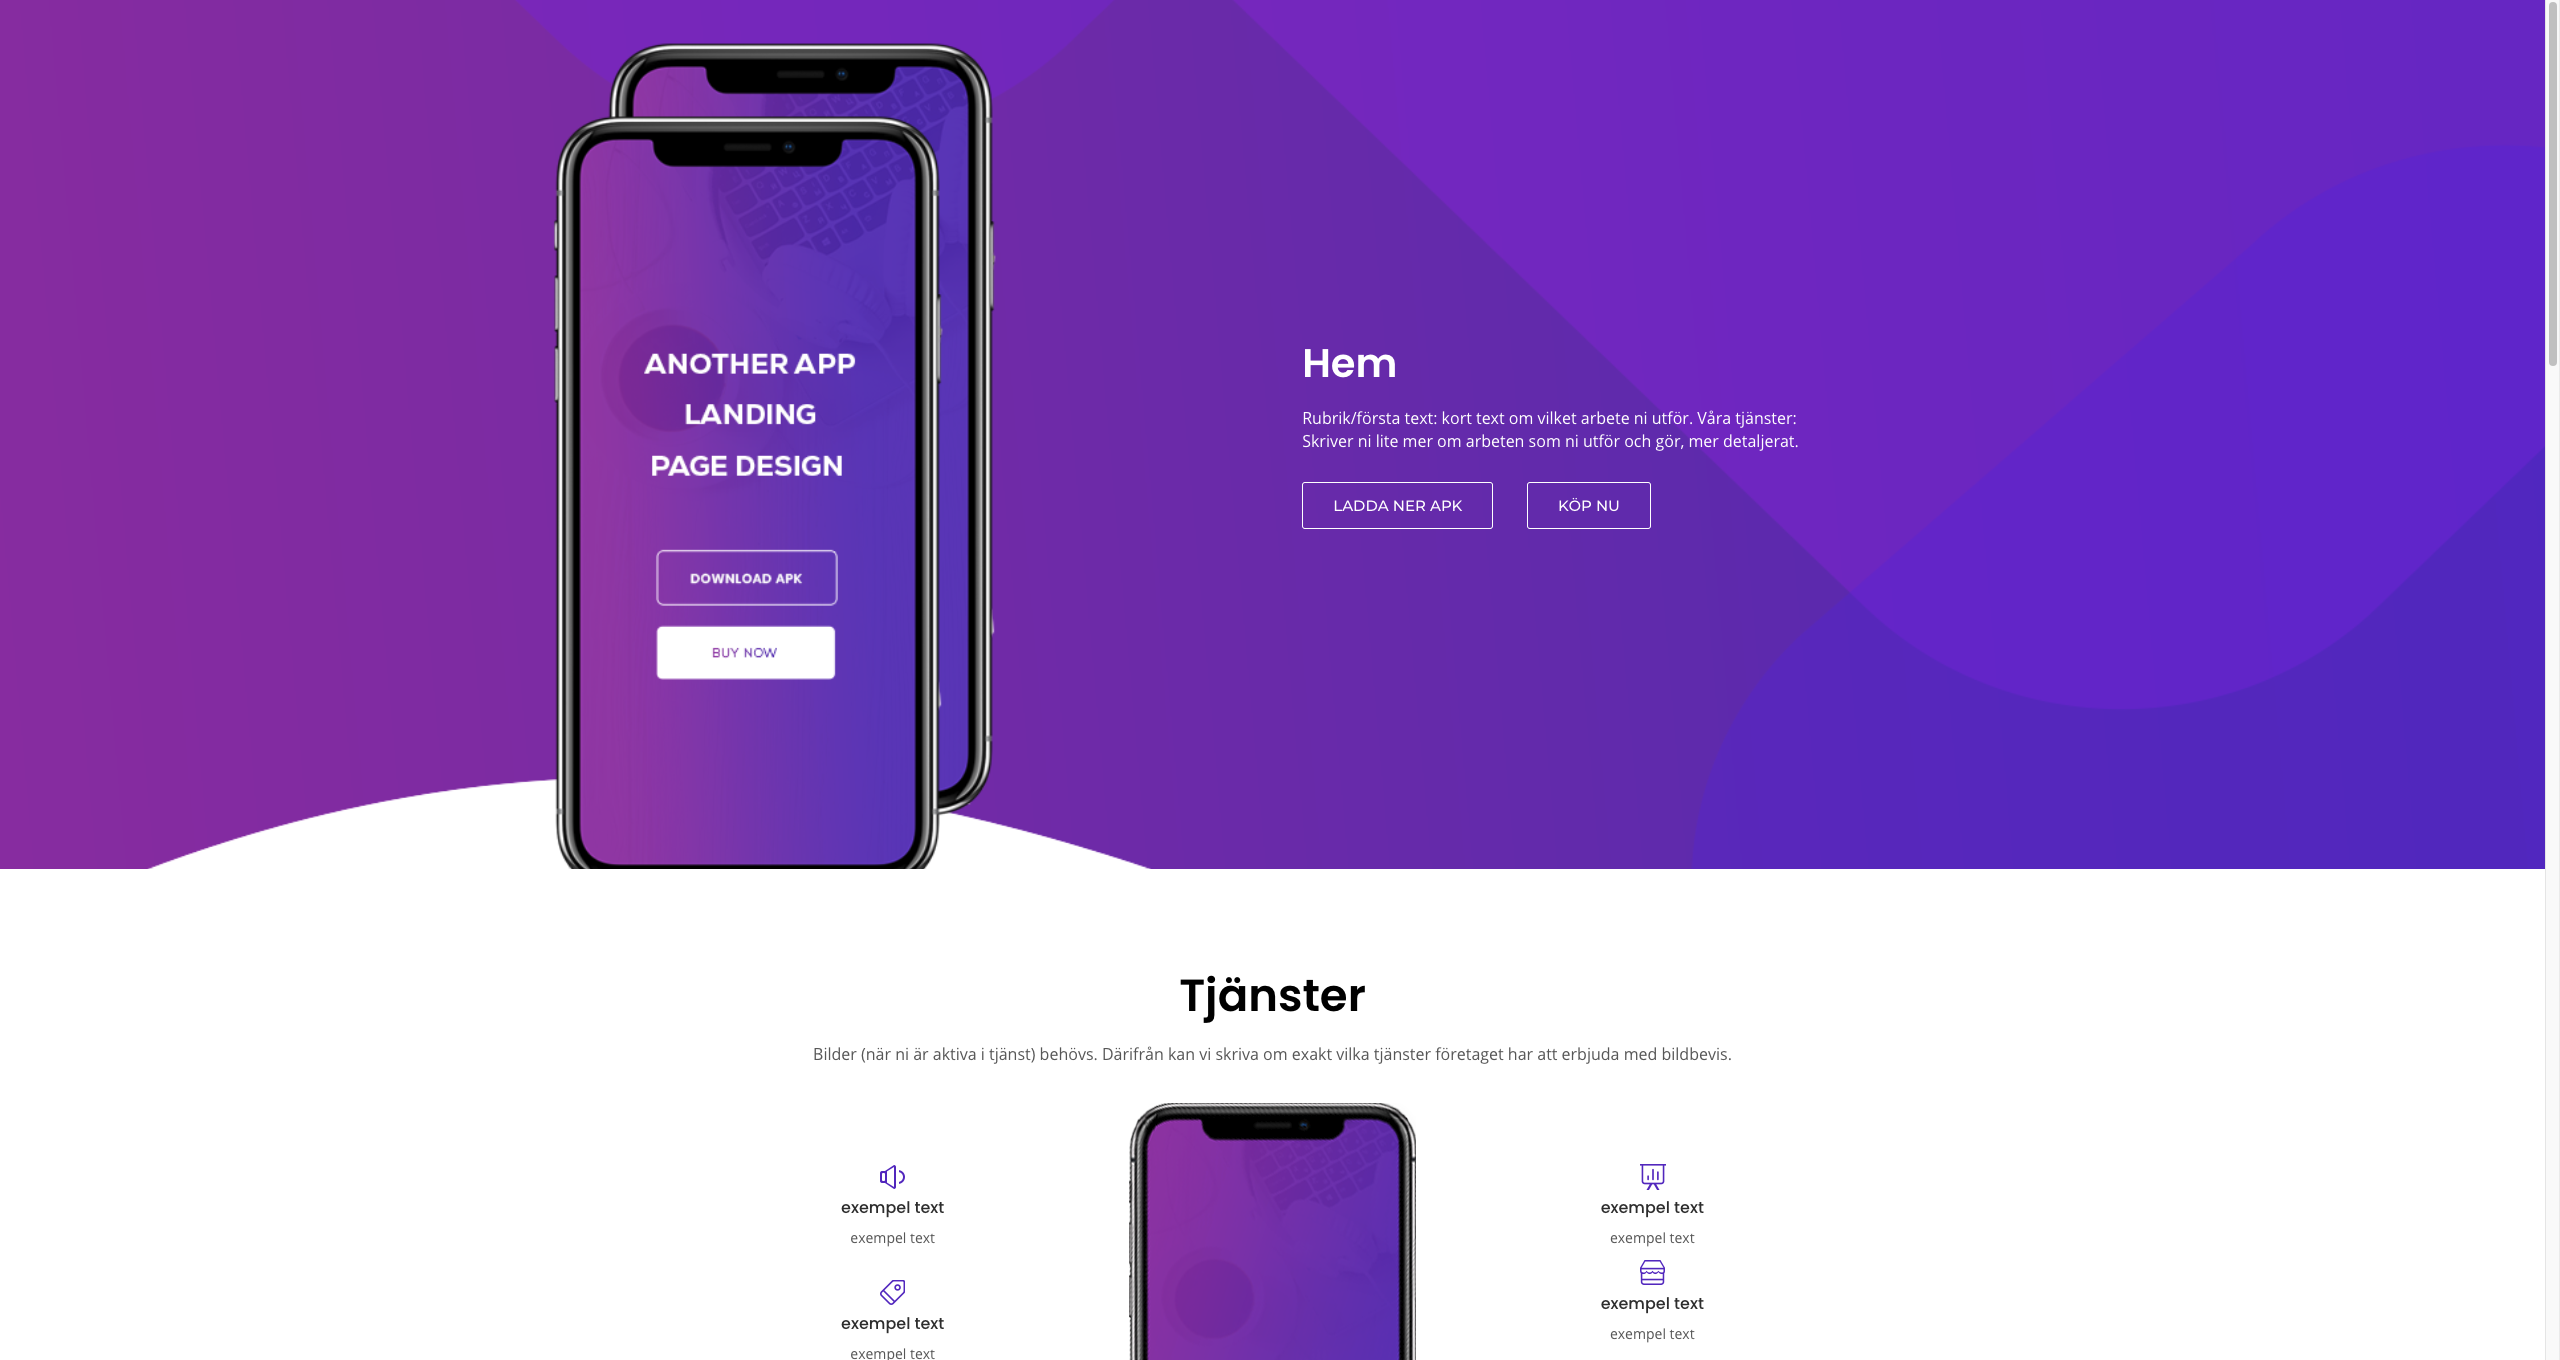 ANOTHER APP
LANDING
PAGE DESIGN
DOWNLOAD APK
BUY NOW
Hem
Rubrik/första text: kort text om vilket arbete ni utför. Våra tjänster:
Skriver ni lite mer om arbeten som ni utför och gör, mer detaljerat.
LADDA NER APK
KÖP NU
Tjänster
Bilder (när ni är aktiva i tjänst) behövs. Därifrån kan vi skriva om exakt vilka tjänster företaget har att erbjuda med bildbevis.
exempel text
exempel text
exempel text
exempel text
exempel text
exempel text
exempel text
exempel text